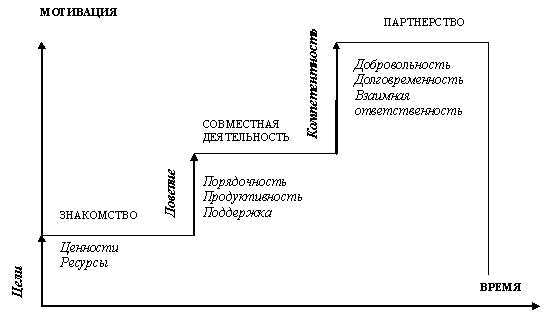 МОТИВАЦИЯ
ПАРТНЕРСТВО
Компетентность
Добровольность
Долговременность
Взаимная
ответственность
СОВМЕСТНАЯ
ДЕЯТЕЛЬНОСТЬ
Доверие
Порядочность
Продуктивность
Поддержка
ЗНАКОМСТВО
Ценности
Ресурсы
Цели
ВРЕМЯ